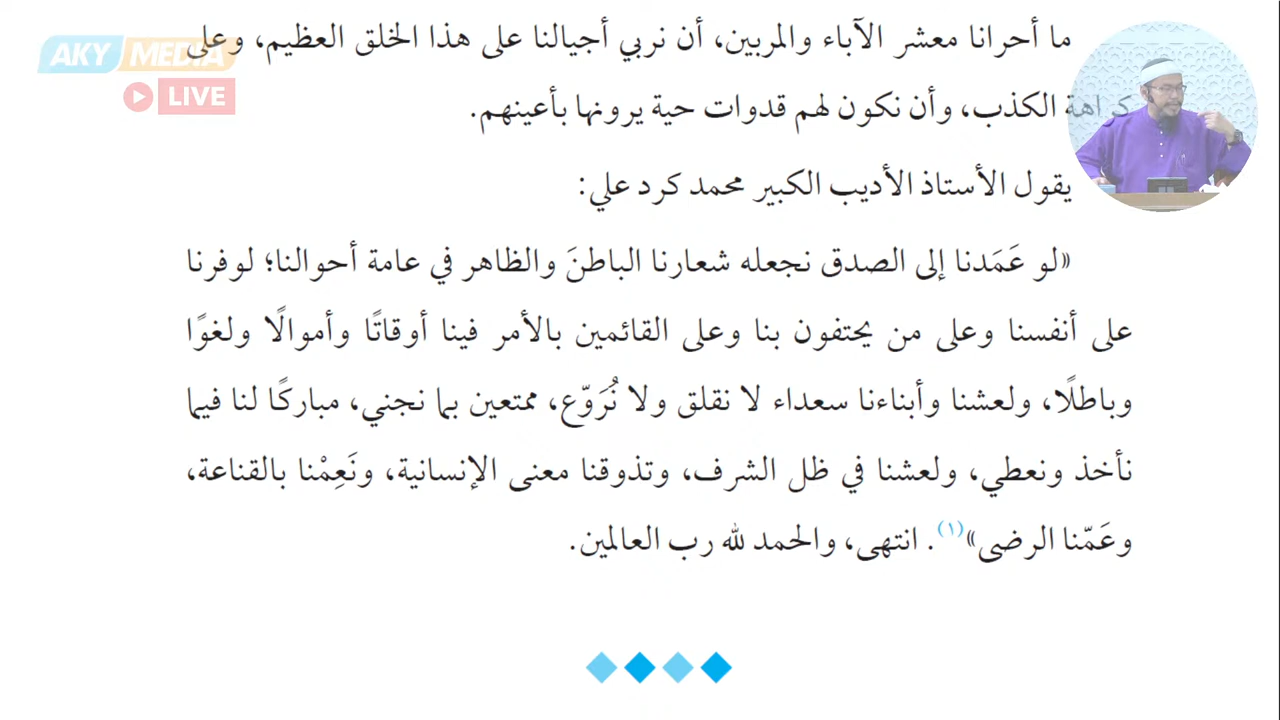 AKY MEDIA
LIVE
ما أحرانا معشر الآباء والمربين، أن نربي أجيالنا على هذا الخلق العظيم، وعلى
كراهة الكذب، وأن نكون لهم قدوات حية يرونها بأعينهم.
يقول الأستاذ الأديب الكبير محمد كرد علي:
«لو عَمَدنا إلى الصدق نجعله شعارنا الباطنَ والظاهر في عامة أحوالنا؛ لوفرنا
على أنفسنا وعلى من يحتفون بنا وعلى القائمين بالأمر فينا أوقاتًا وأموالًا ولغوًا
وباطلًا، ولعشنا وأبناءنا سعداء لا نقلق ولا نُرَوّع، ممتعين بما نجني، مباركًا لنا فيما
نأخذ ونعطي، ولعشنا في ظل الشرف، وتذوقنا معنى الإنسانية، ونَعِمْنا بالقناعة،
وعَمّنا الرضى»(١). انتهى، والحمد لله رب العالمين.